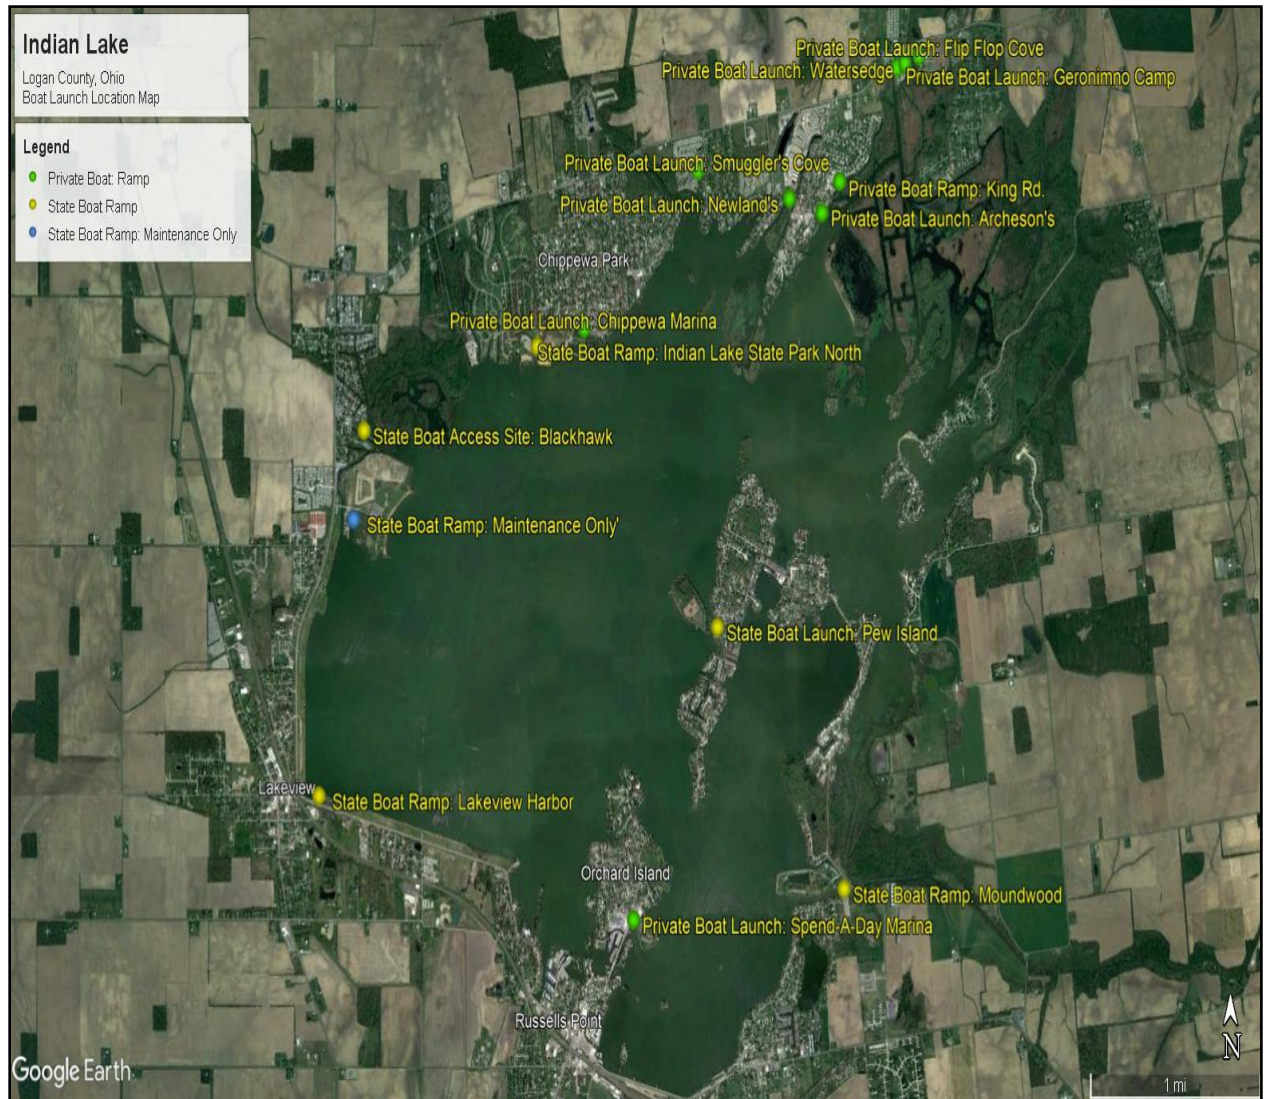 Indian Lake
Logan County, Ohio
Boat Launch Location Map
Legend
Private Boat: Ramp
State Boat Ramp
State Boat Ramp: Maintenance Only
Private Boat Launch: Flip Flop Cove
Private Boat Launch: Watersedge
Private Boat Launch: Geronimno Camp
Private Boat Launch: Smuggler's Cove
Private Boat Ramp: King Rd.
Private Boat Launch: Newland's
Private Boat Launch: Archeson's
Chippewa Park
Private Boat Launch: Chippewa Marina
State Boat Ramp: Indian Lake State Park North
State Boat Access Site: Blackhawk
State Boat Ramp: Maintenance Only'
State Boat Launch: Pew Island
Lakeview
State Boat Ramp: Lakeview Harbor
Orchard Island
State Boat Ramp: Moundwood
Private Boat Launch: Spend-A-Day Marina
Russells Point
N
Google Earth
1 mi